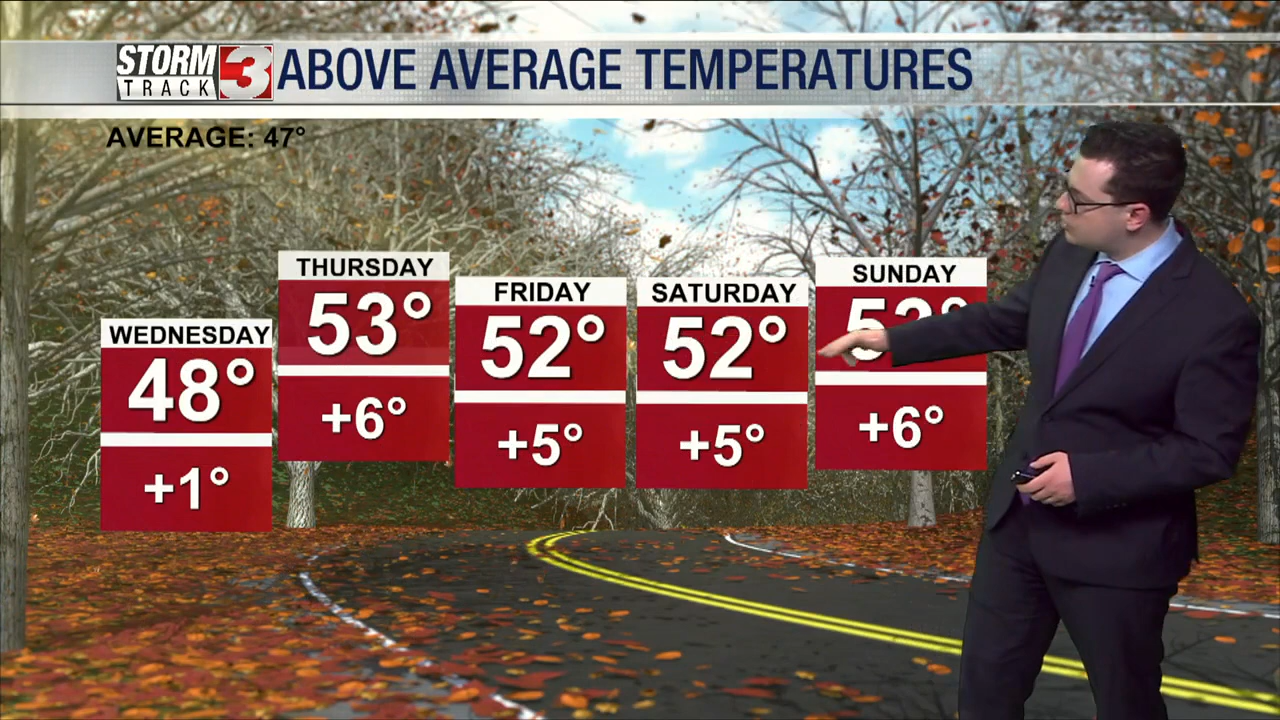 STORM 3 TRACK
ABOVE AVERAGE TEMPERATURES
AVERAGE: 47°
WEDNESDAY
48°
+1°
THURSDAY
53°
+6°
FRIDAY
52°
+5°
SATURDAY
52°
+5°
SUNDAY
53°
+6°